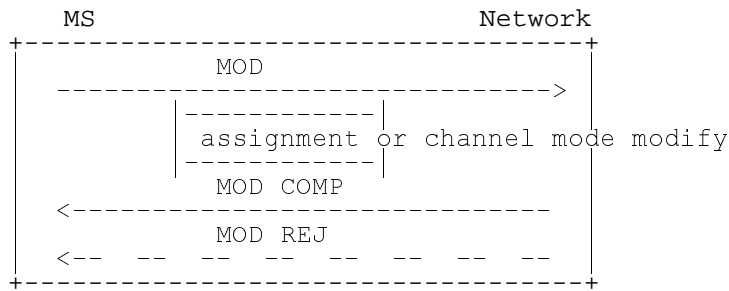 MS Network
MOD
assignment or channel mode modify
MOD COMP
MOD REJ